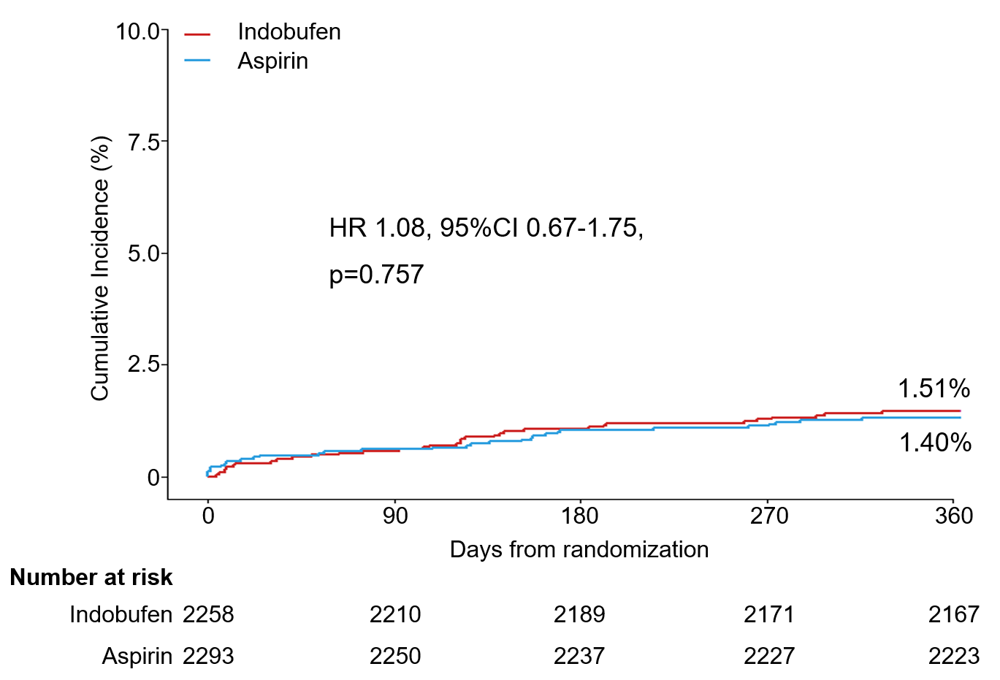 10.0
Indobufen
Aspirin
7.5
HR 1.08, 95%CI 0.67-1.75,
5.0
p=0.757
Cumulative Incidence (%)
2.5
1.51%
1.40%
0
0 90 180 270 360
Days from randomization
Number at risk
Indobufen 2258 2210 2189 2171 2167
Aspirin 2293 2250 2237 2227 2223